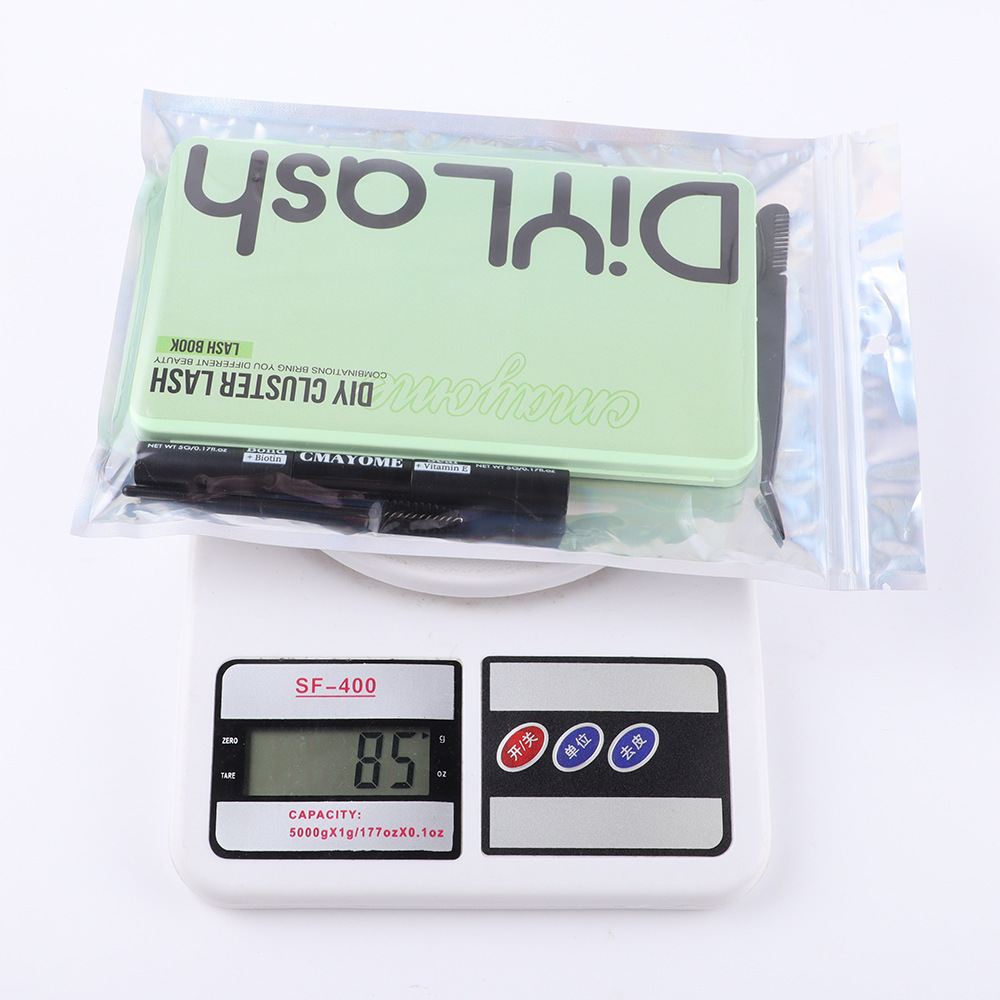 DiYLash
cmayome
DIY CLUSTER LASH
COMBINATIONS BRING YOU DIFFERENT BEAUTY
LASH BOOK
+ Biotin
CMAYOME
+ Vitamin E
NET WT 5G/0.17fl.oz
NET WT 5G/0.17fl.oz
SF-400
ZERO
TARE
85
g
oz
CAPACITY:
5000gX1g/177ozX0.1oz
开/关
单位
去皮